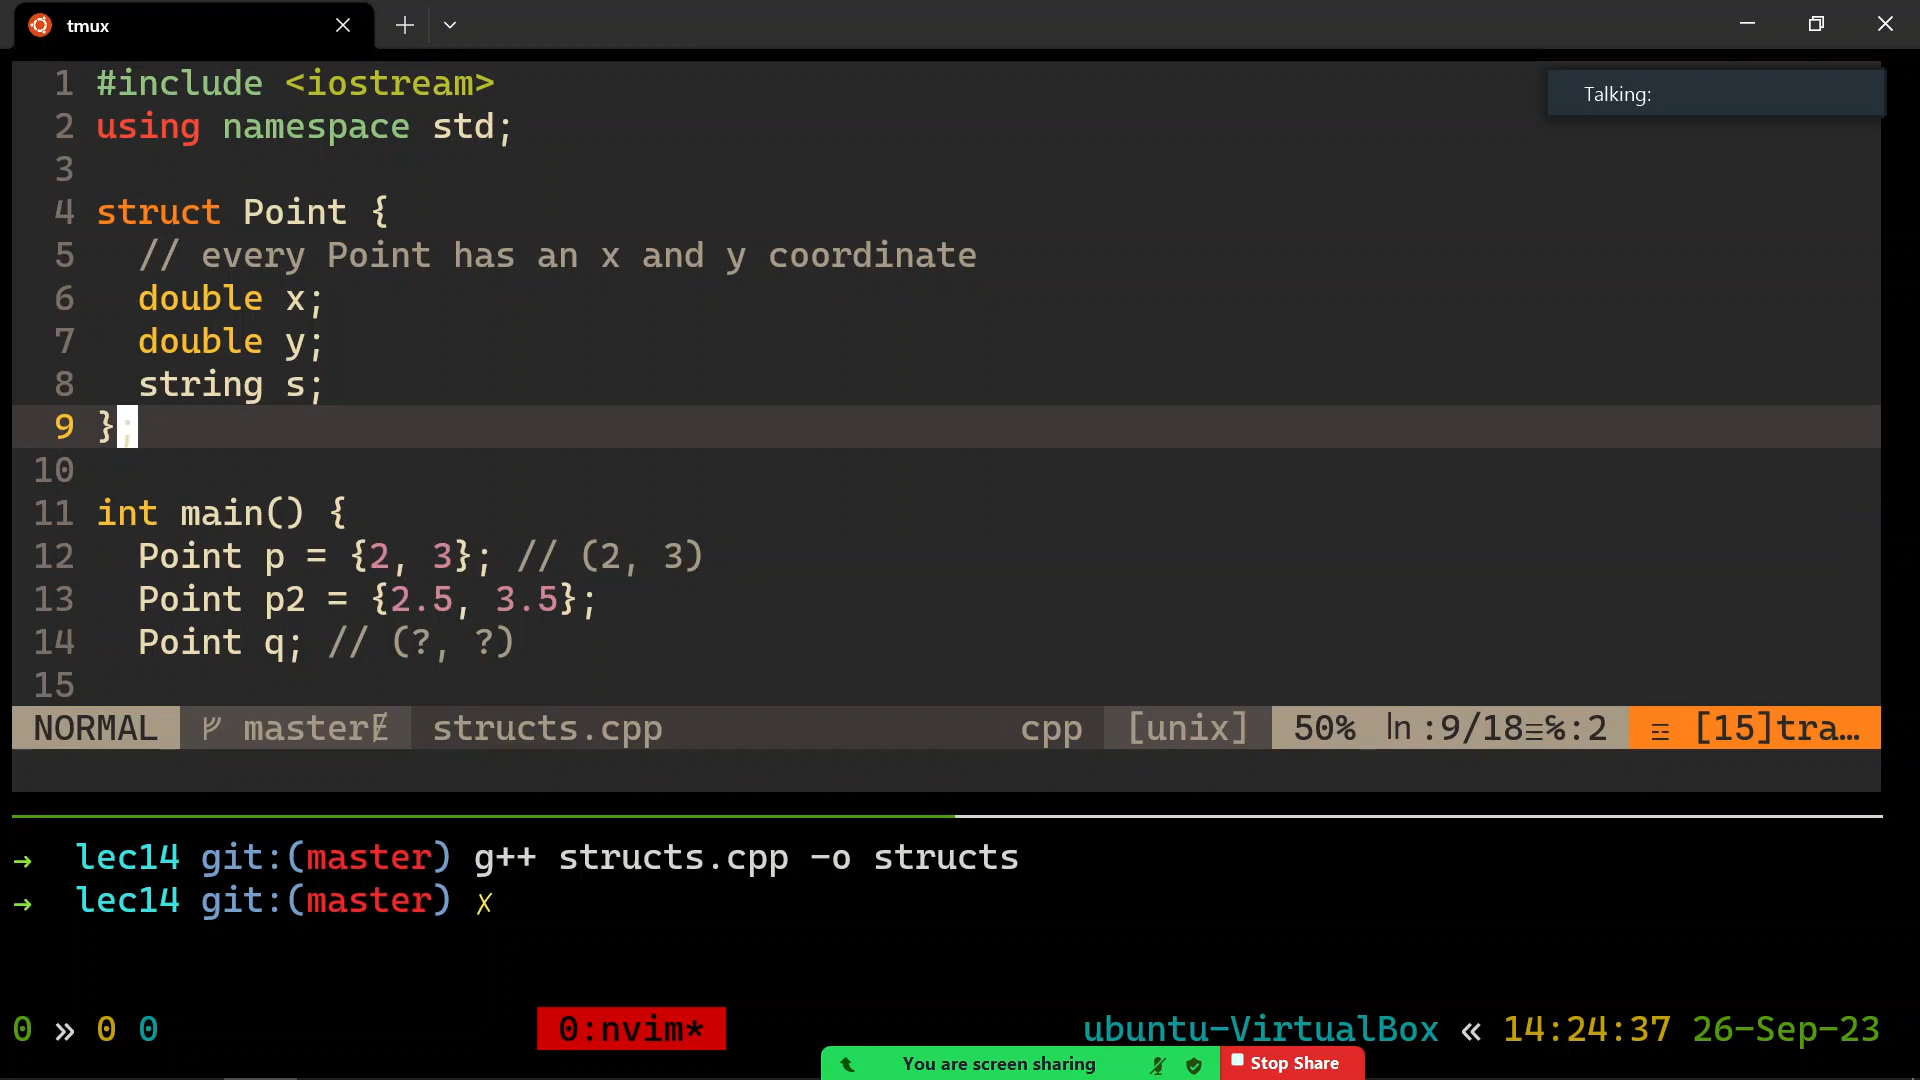 tmux
Talking:
1 #include <iostream>
2 using namespace std;
3
4 struct Point {
5   // every Point has an x and y coordinate
6   double x;
7   double y;
8   string s;
9 };
10
11 int main() {
12   Point p = {2, 3}; // (2, 3)
13   Point p2 = {2.5, 3.5};
14   Point q; // (?, ?)
15
NORMAL master structs.cpp cpp [unix] 50% ln :9/18≡℅:2 [15]tra…
→ lec14 git:(master) g++ structs.cpp -o structs
→ lec14 git:(master) ✗
0 » 0 0 0:nvim* ubuntu-VirtualBox « 14:24:37 26-Sep-23
You are screen sharing Stop Share